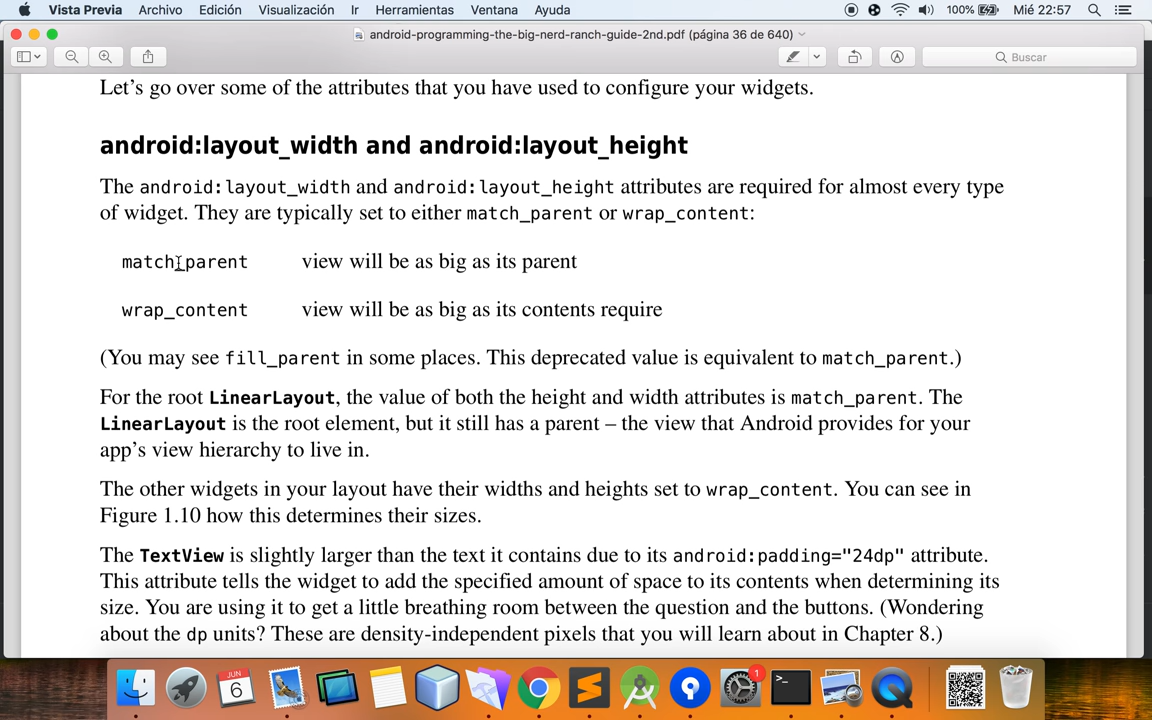 Vista Previa Archivo Edición Visualización Ir Herramientas Ventana Ayuda 100% Mié 22:57
android-programming-the-big-nerd-ranch-guide-2nd.pdf (página 36 de 640)
Buscar
Let's go over some of the attributes that you have used to configure your widgets.
android:layout_width and android:layout_height
The android:layout_width and android:layout_height attributes are required for almost every type
of widget. They are typically set to either match_parent or wrap_content:
match_parent view will be as big as its parent
wrap_content view will be as big as its contents require
(You may see fill_parent in some places. This deprecated value is equivalent to match_parent.)
For the root LinearLayout, the value of both the height and width attributes is match_parent. The
LinearLayout is the root element, but it still has a parent – the view that Android provides for your
app's view hierarchy to live in.
The other widgets in your layout have their widths and heights set to wrap_content. You can see in
Figure 1.10 how this determines their sizes.
The TextView is slightly larger than the text it contains due to its android:padding="24dp" attribute.
This attribute tells the widget to add the specified amount of space to its contents when determining its
size. You are using it to get a little breathing room between the question and the buttons. (Wondering
about the dp units? These are density-independent pixels that you will learn about in Chapter 8.)
JUN
6
1